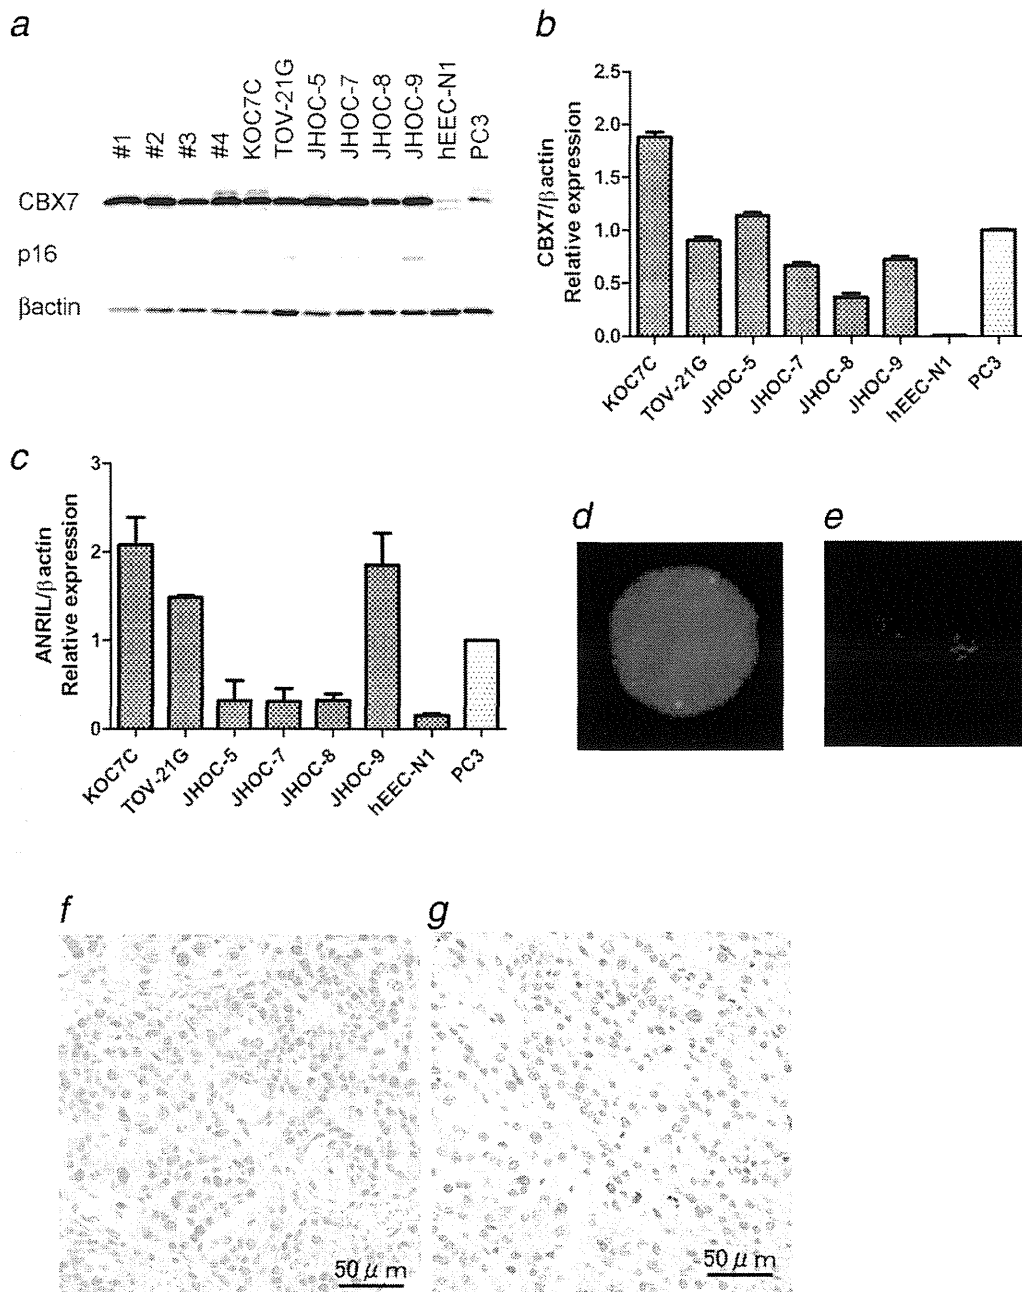 a
#1
#2
#3
#4
KOC7C
TOV-21G
JHOC-5
JHOC-7
JHOC-8
JHOC-9
hEEC-N1
PC3
CBX7
p16
βactin
b
CBX7/βactin
Relative expression
2.5
2.0
1.5
1.0
0.5
0.0
KOC7C
TOV-21G
JHOC-5
JHOC-7
JHOC-8
JHOC-9
hEEC-N1
PC3
c
ANRIL/βactin
Relative expression
3
2
1
0
KOC7C
TOV-21G
JHOC-5
JHOC-7
JHOC-8
JHOC-9
hEEC-N1
PC3
d
e
f
50 μm
g
50 μm